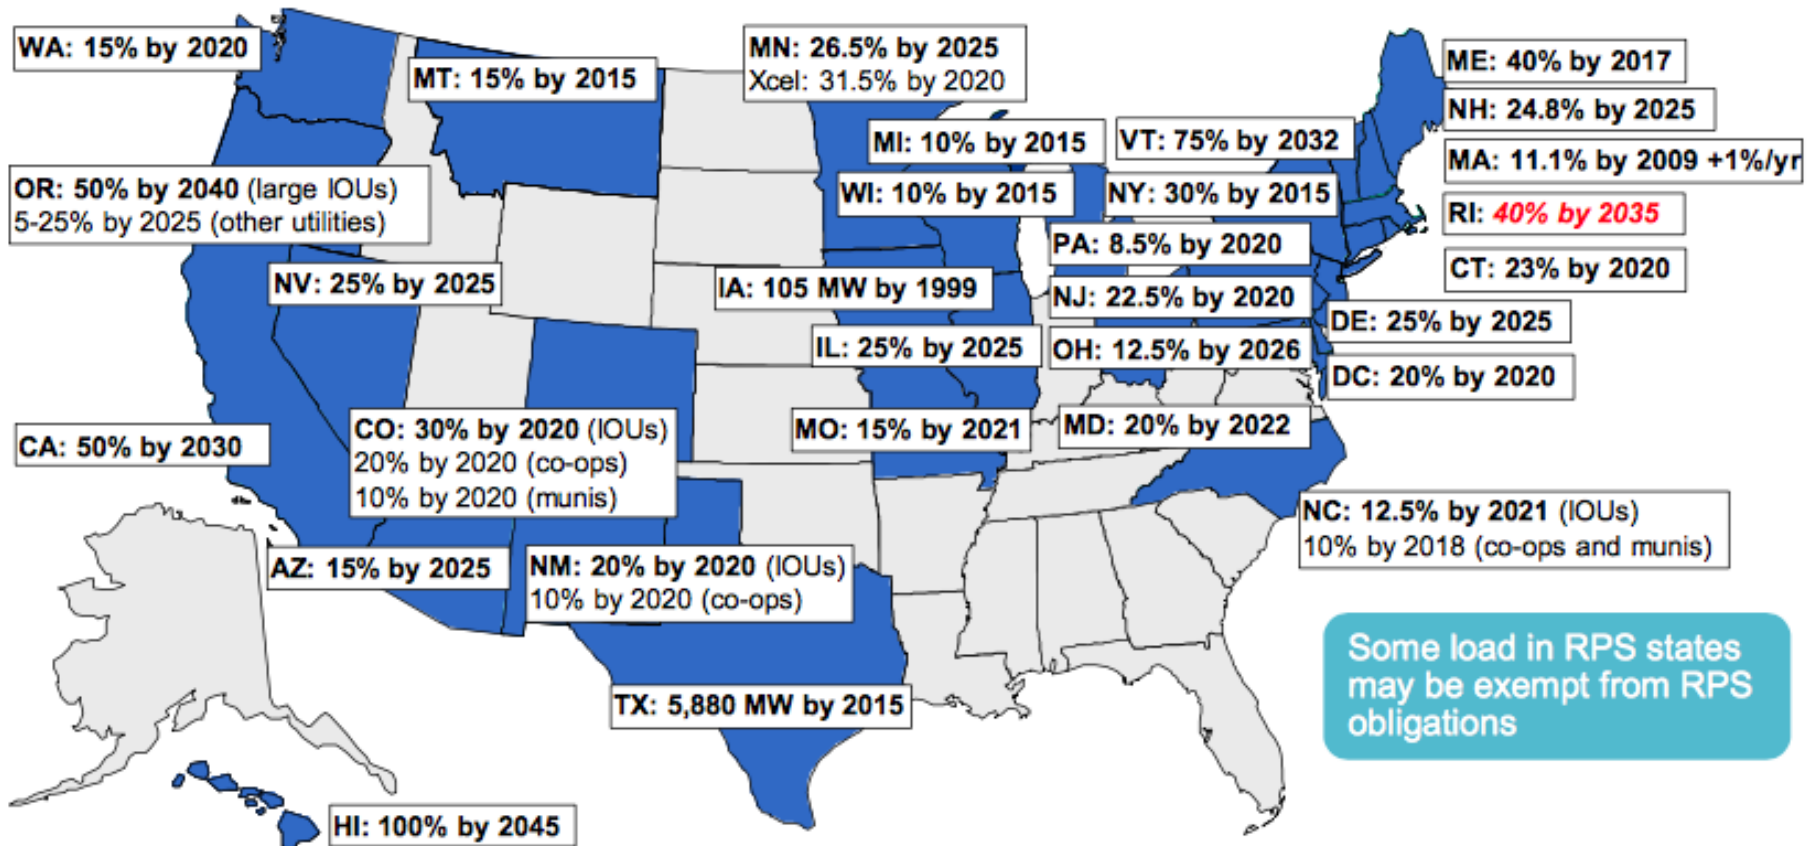 WA: 15% by 2020
MT: 15% by 2015
MN: 26.5% by 2025
Xcel: 31.5% by 2020
ME: 40% by 2017
NH: 24.8% by 2025
MI: 10% by 2015
VT: 75% by 2032
MA: 11.1% by 2009 +1%/yr
OR: 50% by 2040 (large IOUs)
5-25% by 2025 (other utilities)
WI: 10% by 2015
NY: 30% by 2015
RI: 40% by 2035
PA: 8.5% by 2020
CT: 23% by 2020
NV: 25% by 2025
IA: 105 MW by 1999
NJ: 22.5% by 2020
DE: 25% by 2025
IL: 25% by 2025
OH: 12.5% by 2026
DC: 20% by 2020
CA: 50% by 2030
CO: 30% by 2020 (IOUs)
20% by 2020 (co-ops)
10% by 2020 (munis)
MO: 15% by 2021
MD: 20% by 2022
NC: 12.5% by 2021 (IOUs)
10% by 2018 (co-ops and munis)
AZ: 15% by 2025
NM: 20% by 2020 (IOUs)
10% by 2020 (co-ops)
Some load in RPS states
may be exempt from RPS
obligations
TX: 5,880 MW by 2015
HI: 100% by 2045